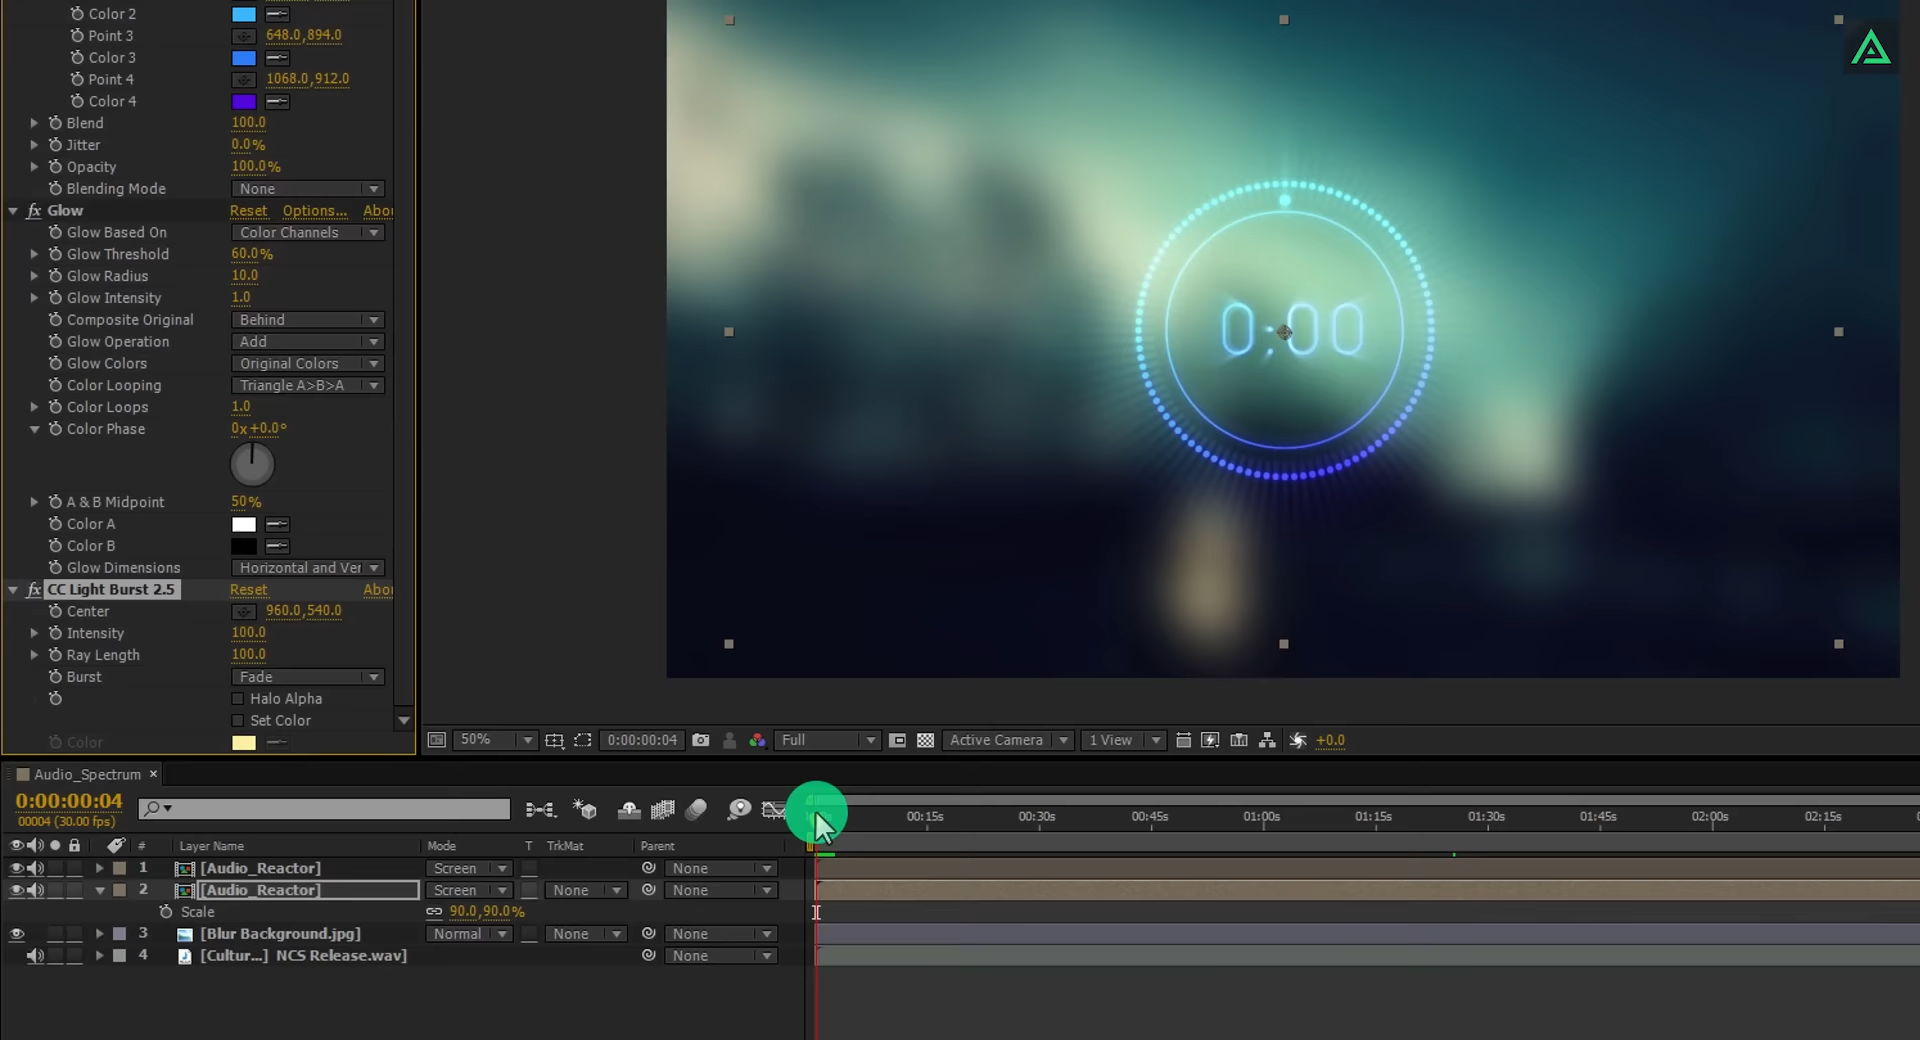 Color 2
Point 3 648.0,894.0
Color 3
Point 4 1068.0,912.0
Color 4
Blend 100.0
Jitter 0.0%
Opacity 100.0%
Blending Mode None
fx Glow Reset Options... Abou
Glow Based On Color Channels
Glow Threshold 60.0%
Glow Radius 10.0
Glow Intensity 1.0
Composite Original Behind
Glow Operation Add
Glow Colors Original Colors
Color Looping Triangle A>B>A
Color Loops 1.0
Color Phase 0x+0.0°
A & B Midpoint 50%
Color A
Color B
Glow Dimensions Horizontal and Ver
fx CC Light Burst 2.5 Reset Abou
Center 960.0,540.0
Intensity 100.0
Ray Length 100.0
Burst Fade
Halo Alpha
Set Color
Color
0:00
50% 0:00:00:04 Full Active Camera 1 View +0.0
Audio_Spectrum ×
0:00:00:04
00004 (30.00 fps)
00:15s 00:30s 00:45s 01:00s 01:15s 01:30s 01:45s 02:00s 02:15s
# Layer Name Mode T TrkMat Parent
1 [Audio_Reactor] Screen None
2 [Audio_Reactor] Screen None None
Scale 90.0,90.0%
3 [Blur Background.jpg] Normal None None
4 [Cultur...] NCS Release.wav] None